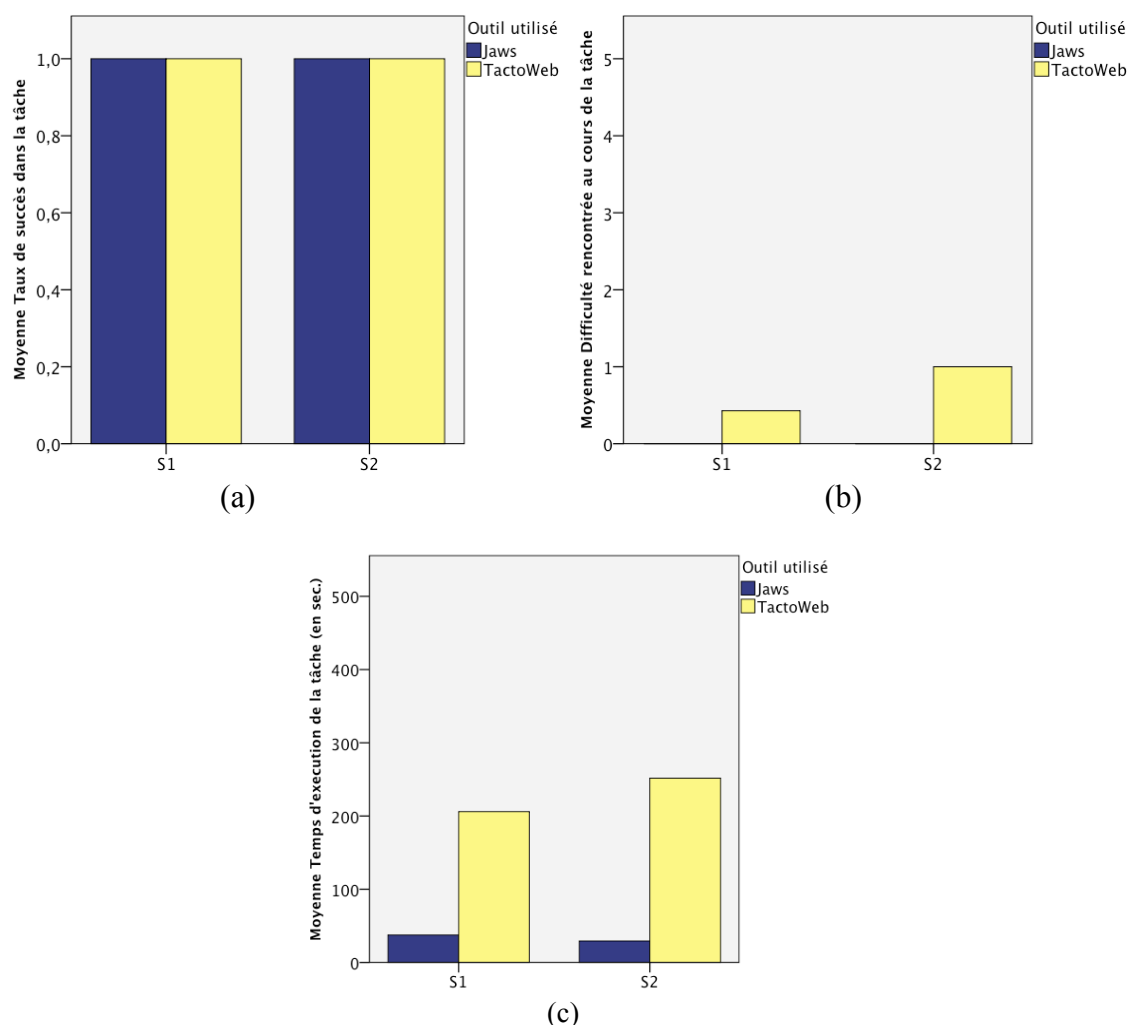 Moyenne Taux de succès dans la tâche
1,0
0,8
0,6
0,4
0,2
0,0
S1
S2
Outil utilisé
Jaws
TactoWeb
(a)
Moyenne Difficulté rencontrée au cours de la tâche
5
4
3
2
1
0
S1
S2
Outil utilisé
Jaws
TactoWeb
(b)
Moyenne Temps d'execution de la tâche (en sec.)
500
400
300
200
100
0
S1
S2
Outil utilisé
Jaws
TactoWeb
(c)